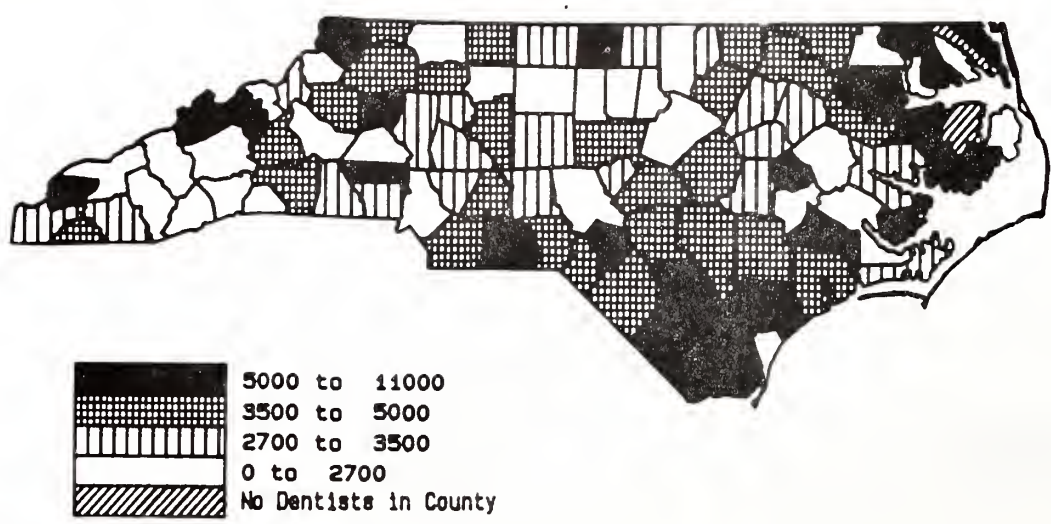 5000 to 11000
3500 to 5000
2700 to 3500
0 to 2700
No Dentists in County